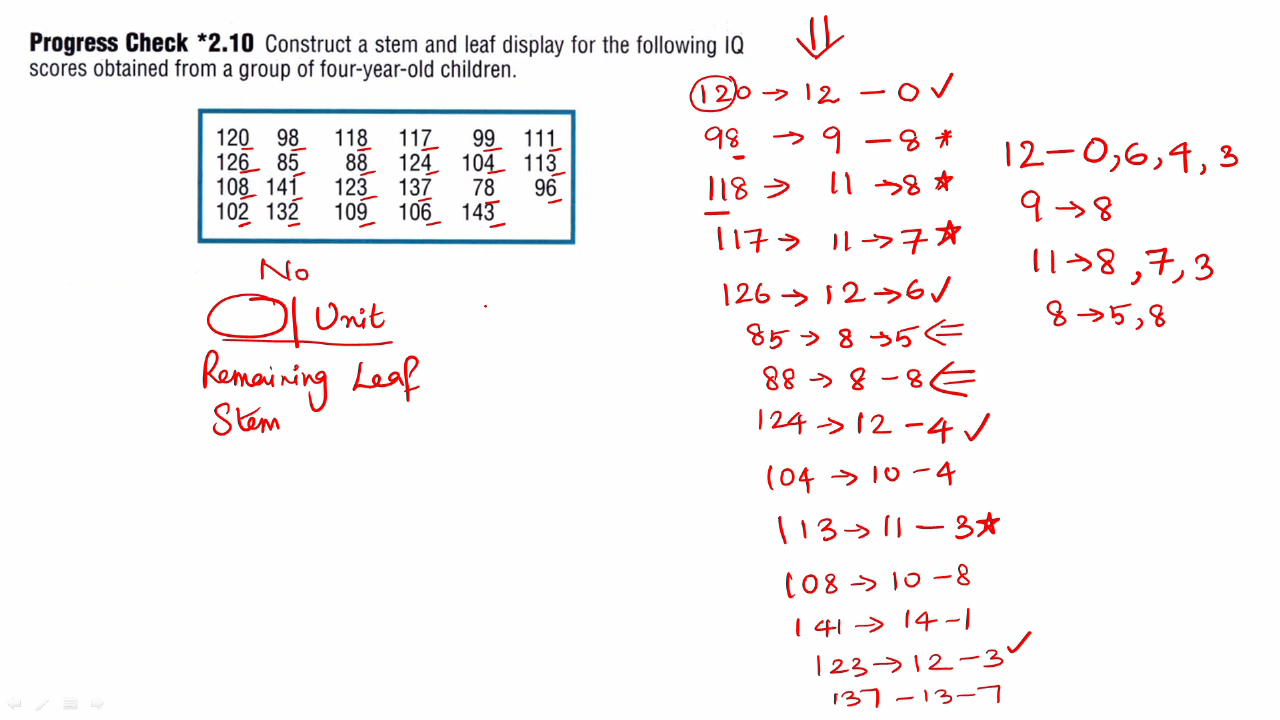 Progress Check *2.10 Construct a stem and leaf display for the following IQ
scores obtained from a group of four-year-old children.
120 98 118 117 99 111
126 85 88 124 104 113
108 141 123 137 78 96
102 132 109 106 143
No
Unit
Remaining Leaf
Stem
120 → 12 – 0 ✓
98 → 9 – 8 *
118 → 11 → 8 ★
117 → 11 → 7 ★
126 → 12 → 6 ✓
85 → 8 → 5 ⇐
88 → 8 – 8 ⇐
124 → 12 – 4 ✓
104 → 10 – 4
113 → 11 – 3 ★
108 → 10 – 8
141 → 14 – 1
123 → 12 – 3 ✓
137 – 13 – 7
12 – 0, 6, 4, 3
9 → 8
11 → 8, 7, 3
8 → 5, 8